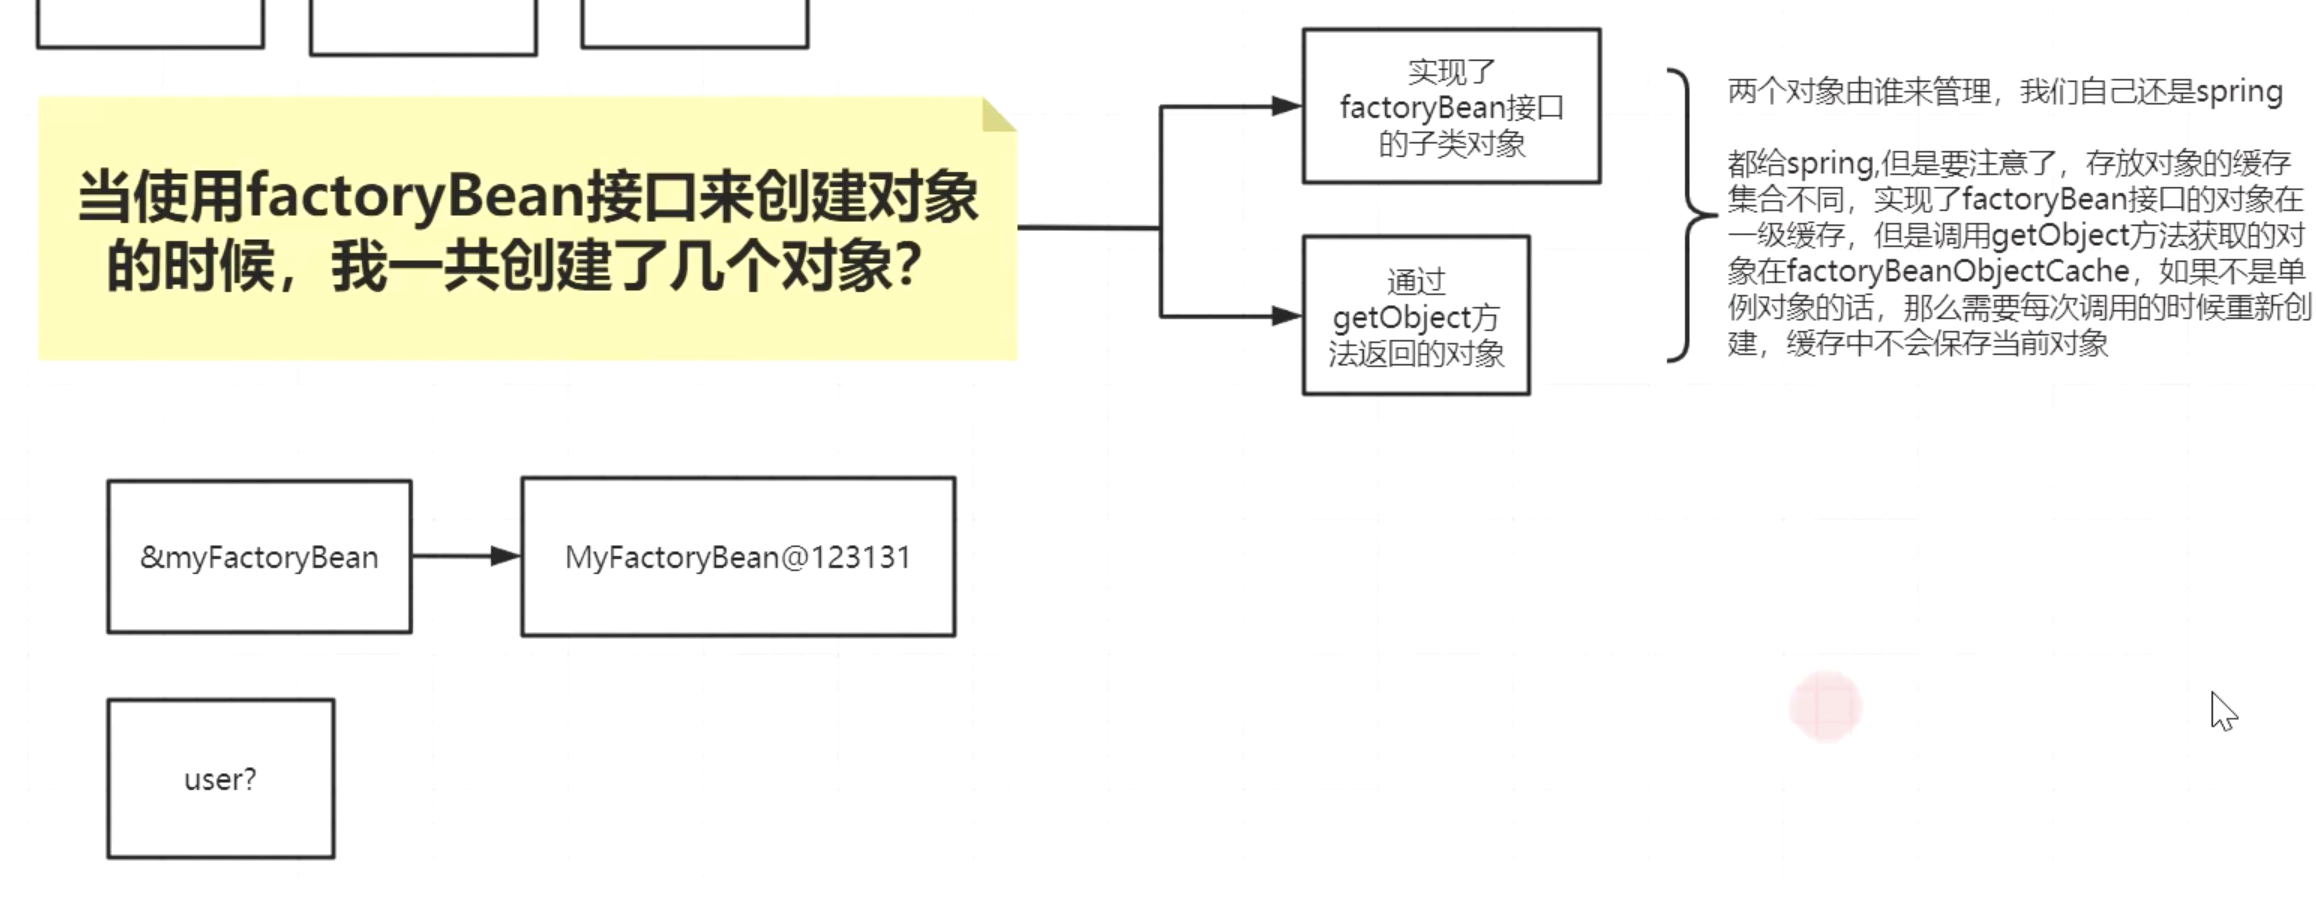 当使用factoryBean接口来创建对象
的时候，我一共创建了几个对象？
实现了
factoryBean接口
的子类对象
通过
getObject方
法返回的对象
两个对象由谁来管理，我们自己还是spring
都给spring,但是要注意了，存放对象的缓存
集合不同，实现了factoryBean接口的对象在
一级缓存，但是调用getObject方法获取的对
象在factoryBeanObjectCache，如果不是单
例对象的话，那么需要每次调用的时候重新创
建，缓存中不会保存当前对象
&myFactoryBean
MyFactoryBean@123131
user?